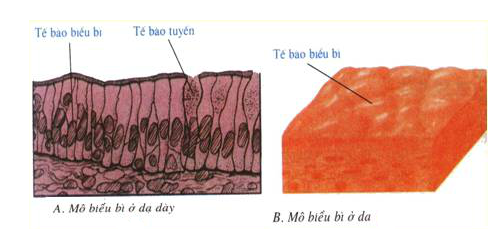 Tế bào biểu bì
Tế bào tuyến
Tế bào biểu bì
A. Mô biểu bì ở dạ dày
B. Mô biểu bì ở da